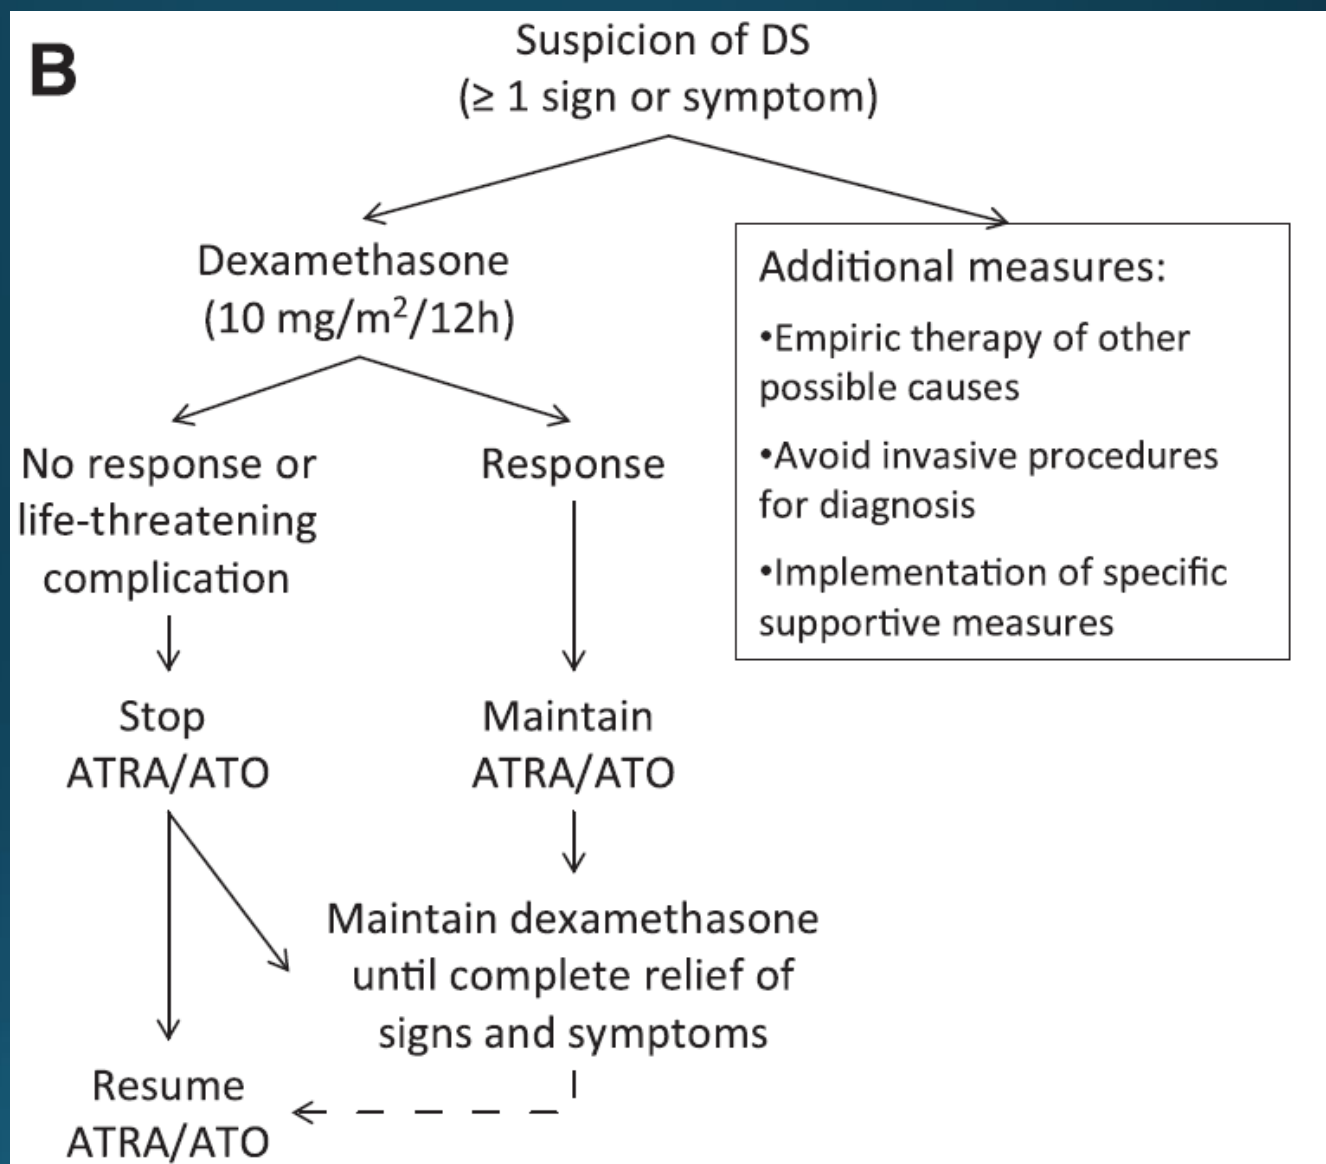 B
Suspicion of DS
(≥ 1 sign or symptom)
Dexamethasone
(10 mg/m²/12h)
Additional measures:
•Empiric therapy of other
possible causes
•Avoid invasive procedures
for diagnosis
•Implementation of specific
supportive measures
No response or
life-threatening
complication
Response
Stop
ATRA/ATO
Maintain
ATRA/ATO
Maintain dexamethasone
until complete relief of
signs and symptoms
Resume
ATRA/ATO